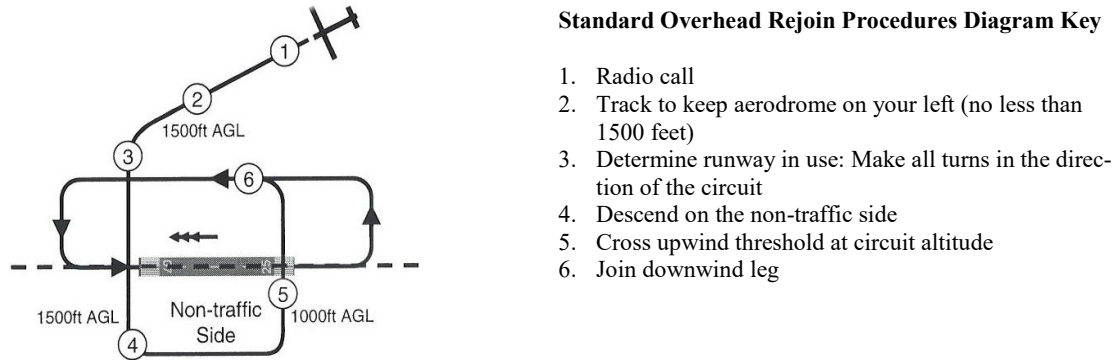 Standard Overhead Rejoin Procedures Diagram Key
1. Radio call
2. Track to keep aerodrome on your left (no less than
1500 feet)
3. Determine runway in use: Make all turns in the direc-
tion of the circuit
4. Descend on the non-traffic side
5. Cross upwind threshold at circuit altitude
6. Join downwind leg
1
2
1500ft AGL
3
6
25
5
1500ft AGL
Non-traffic
Side
1000ft AGL
4